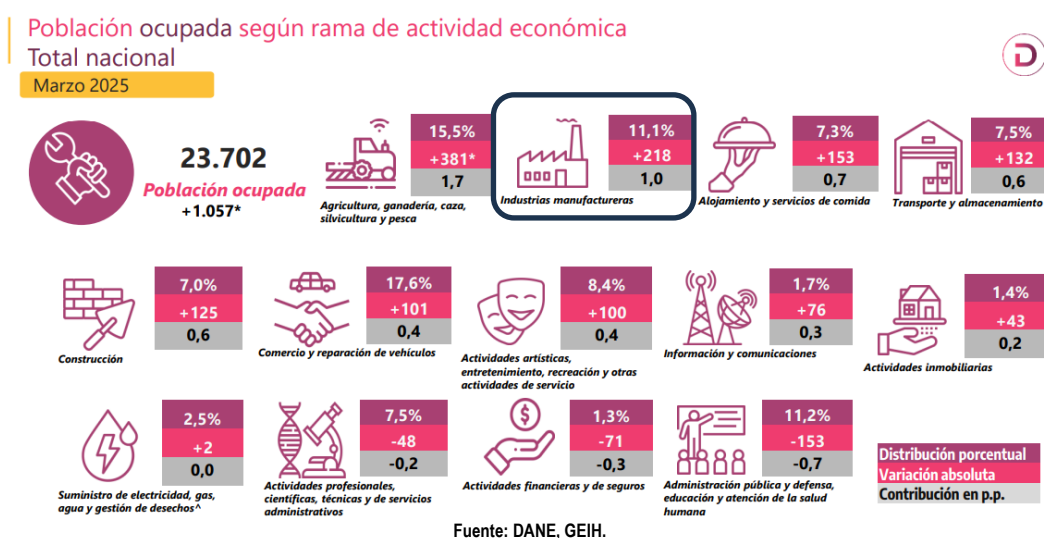 Población ocupada según rama de actividad económica
Total nacional
Marzo 2025
D
23.702
Población ocupada
+1.057*
15,5%
+381*
1,7
Agricultura, ganadería, caza,
silvicultura y pesca
11,1%
+218
1,0
Industrias manufactureras
7,3%
+153
0,7
Alojamiento y servicios de comida
7,5%
+132
0,6
Transporte y almacenamiento
7,0%
+125
0,6
Construcción
17,6%
+101
0,4
Comercio y reparación de vehículos
8,4%
+100
0,4
Actividades artísticas,
entretenimiento, recreación y otras
actividades de servicio
1,7%
+76
0,3
Información y comunicaciones
1,4%
+43
0,2
Actividades inmobiliarias
2,5%
+2
0,0
Suministro de electricidad, gas,
agua y gestión de desechos^
7,5%
-48
-0,2
Actividades profesionales,
científicas, técnicas y de servicios
administrativos
$
1,3%
-71
-0,3
Actividades financieras y de seguros
11,2%
-153
-0,7
Administración pública y defensa,
educación y atención de la salud
humana
Distribución porcentual
Variación absoluta
Contribución en p.p.
Fuente: DANE, GEIH.